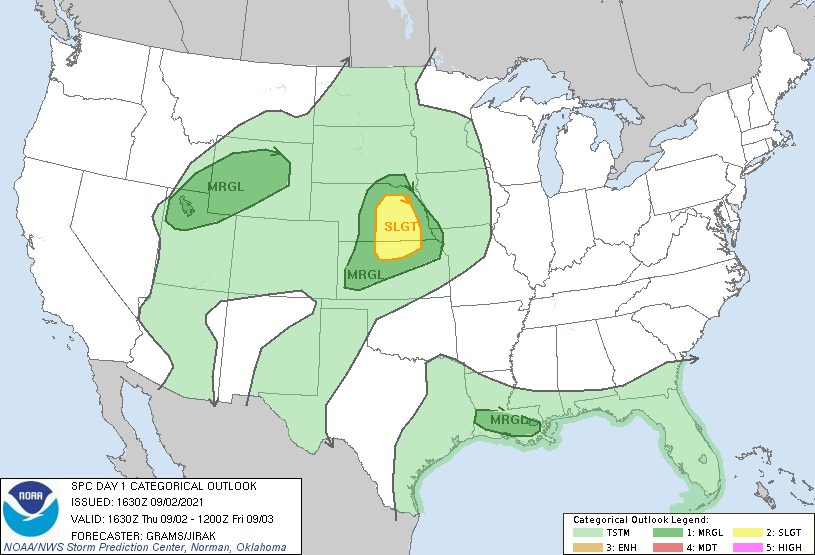 MRGL
SLGT
MRGL
MRGL
NOAA
SPC DAY 1 CATEGORICAL OUTLOOK
ISSUED: 1630Z 09/02/2021
VALID: 1630Z Thu 09/02 - 1200Z Fri 09/03
FORECASTER: GRAMS/JIRAK
NOAA/NWS Storm Prediction Center, Norman, Oklahoma
Categorical Outlook Legend:
TSTM 1: MRGL 2: SLGT
3: ENH 4: MDT 5: HIGH